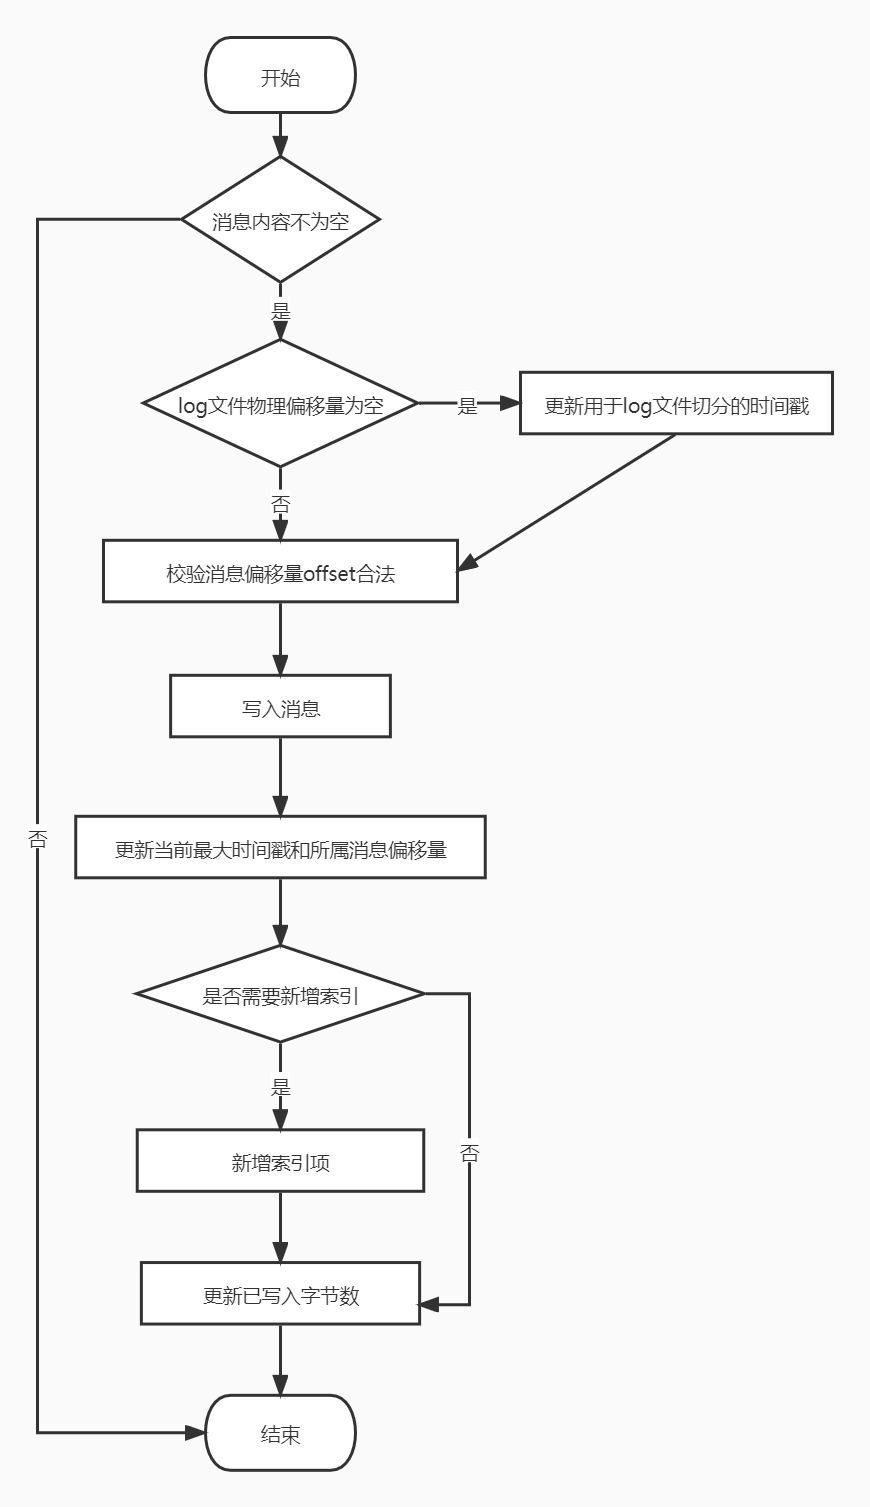 开始
消息内容不为空
是
log文件物理偏移量为空
是
更新用于log文件切分的时间戳
否
校验消息偏移量offset合法
写入消息
否
更新当前最大时间戳和所属消息偏移量
是否需要新增索引
是
否
新增索引项
更新已写入字节数
结束